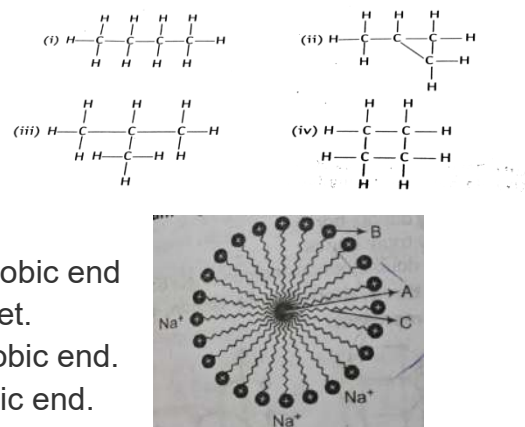 H H H H H H H
(i) H—C—C—C—C—H (ii) H—C—C—C—H
H H H H H C—H
H
H H H H H
(iii) H—C—C—C—H (iv) H—C—C—H
H H—C—H H H—C—C—H
H H H
B
obic end
A
et.
C
Na⁺
obic end.
ic end.
Na⁺
Na⁺